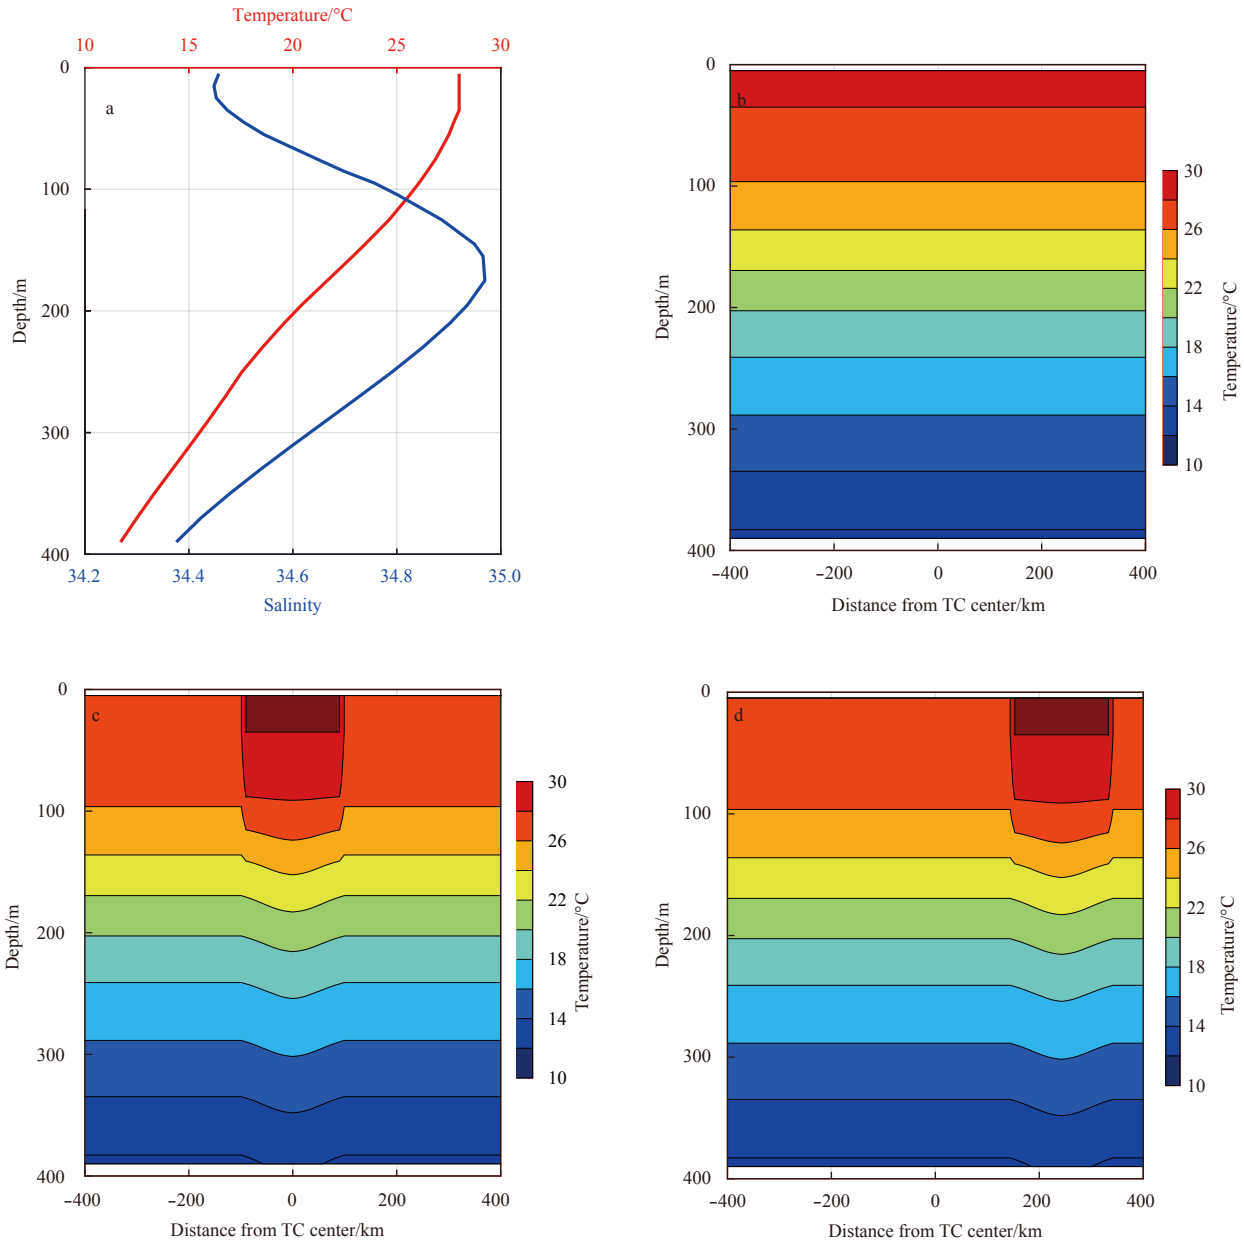 Temperature/°C
10 15 20 25 30
0
a
100
200
300
400
Depth/m
34.2 34.4 34.6 34.8 35.0
Salinity
0
b
100
200
300
400
Depth/m
−400 −200 0 200 400
Distance from TC center/km
30
26
22
18
14
10
Temperature/°C
0
c
100
200
300
400
Depth/m
−400 −200 0 200 400
Distance from TC center/km
30
26
22
18
14
10
Temperature/°C
0
d
100
200
300
400
Depth/m
−400 −200 0 200 400
Distance from TC center/km
30
26
22
18
14
10
Temperature/°C